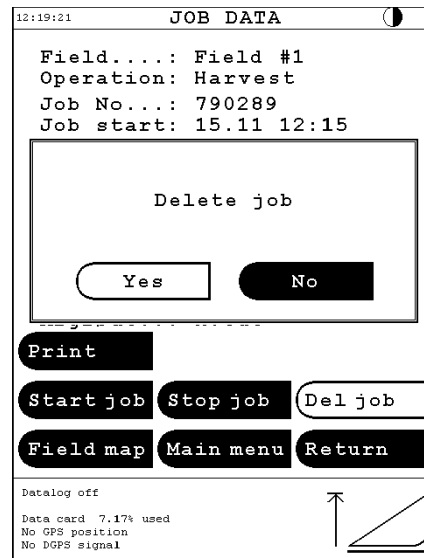 12:19:21 JOB DATA
Field....: Field #1
Operation: Harvest
Job No...: 790289
Job start: 15.11 12:15
Delete job
Yes No
Print
Start job Stop job Del job
Field map Main menu Return
Datalog off
Data card 7.17% used
No GPS position
No DGPS signal